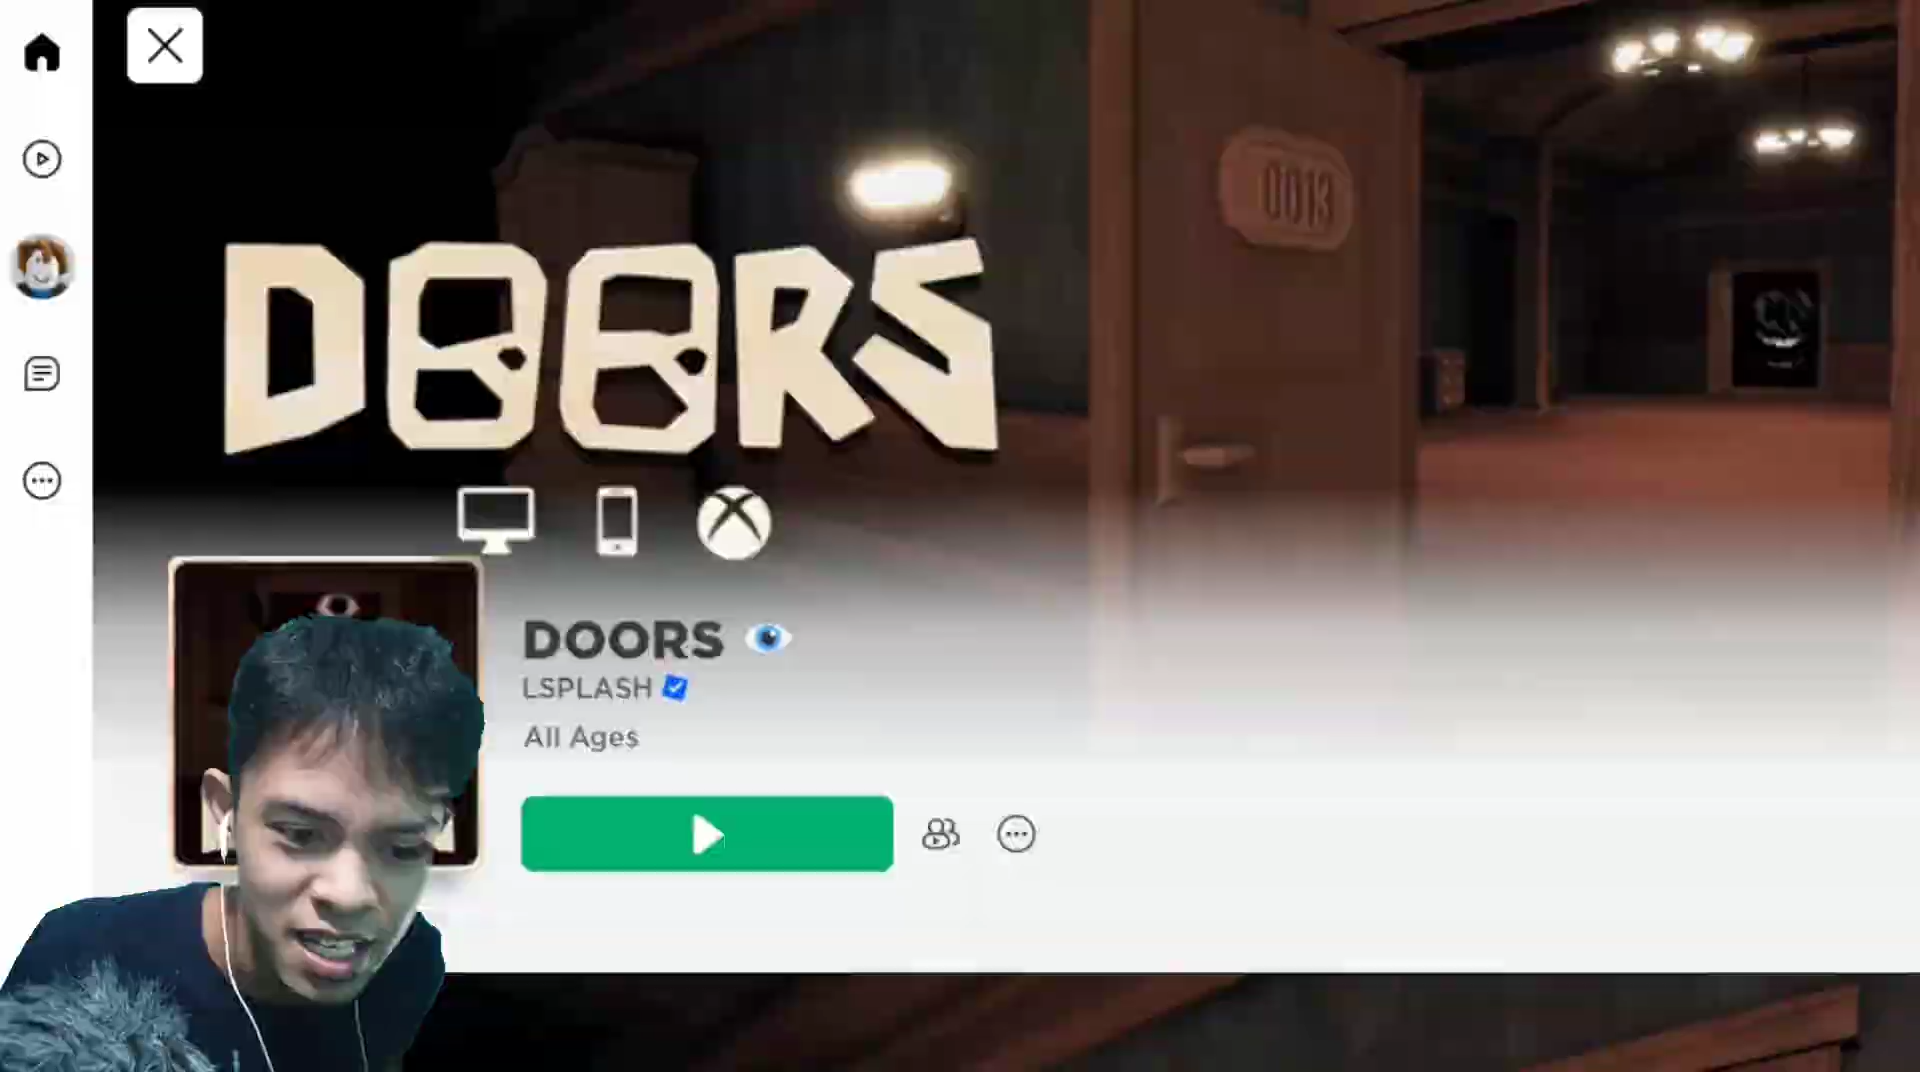 0013
DOORS
DOORS 👁
LSPLASH
All Ages